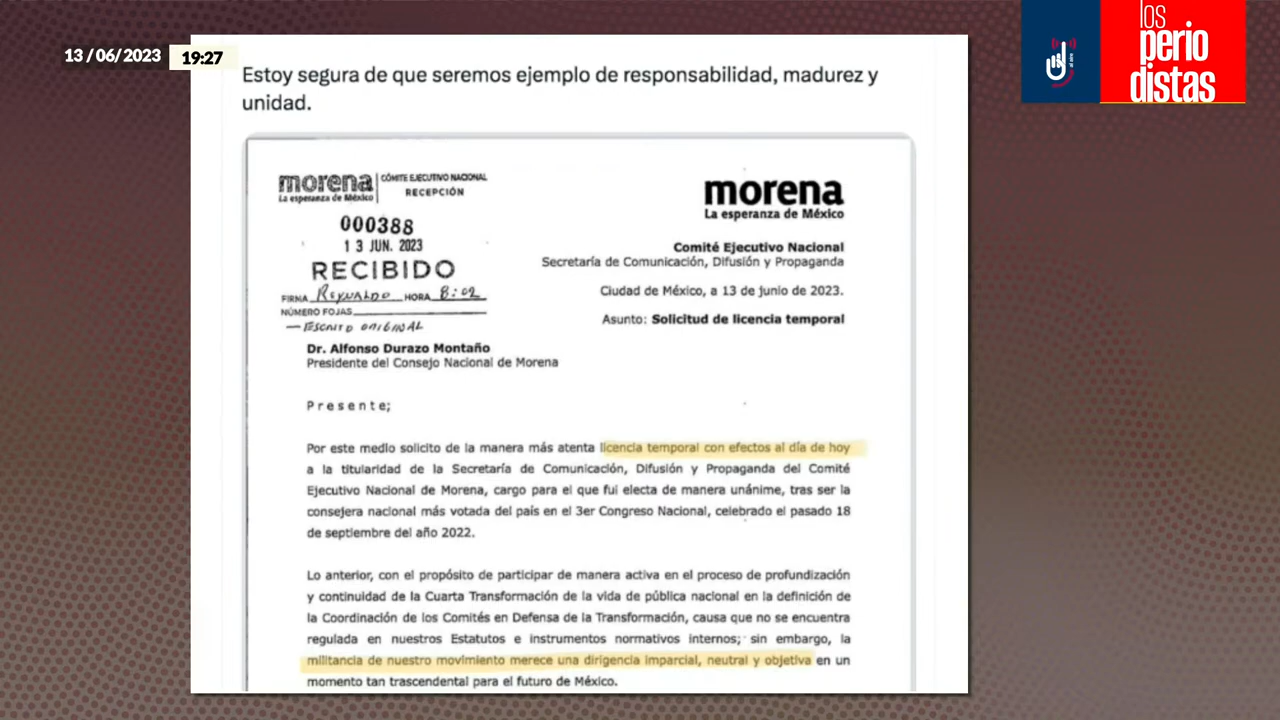 13/06/2023 19:27
los
perio
distas
al aire
Estoy segura de que seremos ejemplo de responsabilidad, madurez y
unidad.
morena
La esperanza de México
COMITÉ EJECUTIVO NACIONAL
RECEPCIÓN
000388
13 JUN. 2023
RECIBIDO
FIRMA Reynaldo HORA 8:02
NÚMERO FOJAS
morena
La esperanza de México
Comité Ejecutivo Nacional
Secretaría de Comunicación, Difusión y Propaganda
Ciudad de México, a 13 de junio de 2023.
Asunto: Solicitud de licencia temporal
Dr. Alfonso Durazo Montaño
Presidente del Consejo Nacional de Morena
Presente;
Por este medio solicito de la manera más atenta licencia temporal con efectos al día de hoy
a la titularidad de la Secretaría de Comunicación, Difusión y Propaganda del Comité
Ejecutivo Nacional de Morena, cargo para el que fui electa de manera unánime, tras ser la
consejera nacional más votada del país en el 3er Congreso Nacional, celebrado el pasado 18
de septiembre del año 2022.
Lo anterior, con el propósito de participar de manera activa en el proceso de profundización
y continuidad de la Cuarta Transformación de la vida de pública nacional en la definición de
la Coordinación de los Comités en Defensa de la Transformación, causa que no se encuentra
regulada en nuestros Estatutos e instrumentos normativos internos; sin embargo, la
militancia de nuestro movimiento merece una dirigencia imparcial, neutral y objetiva en un
momento tan trascendental para el futuro de México.